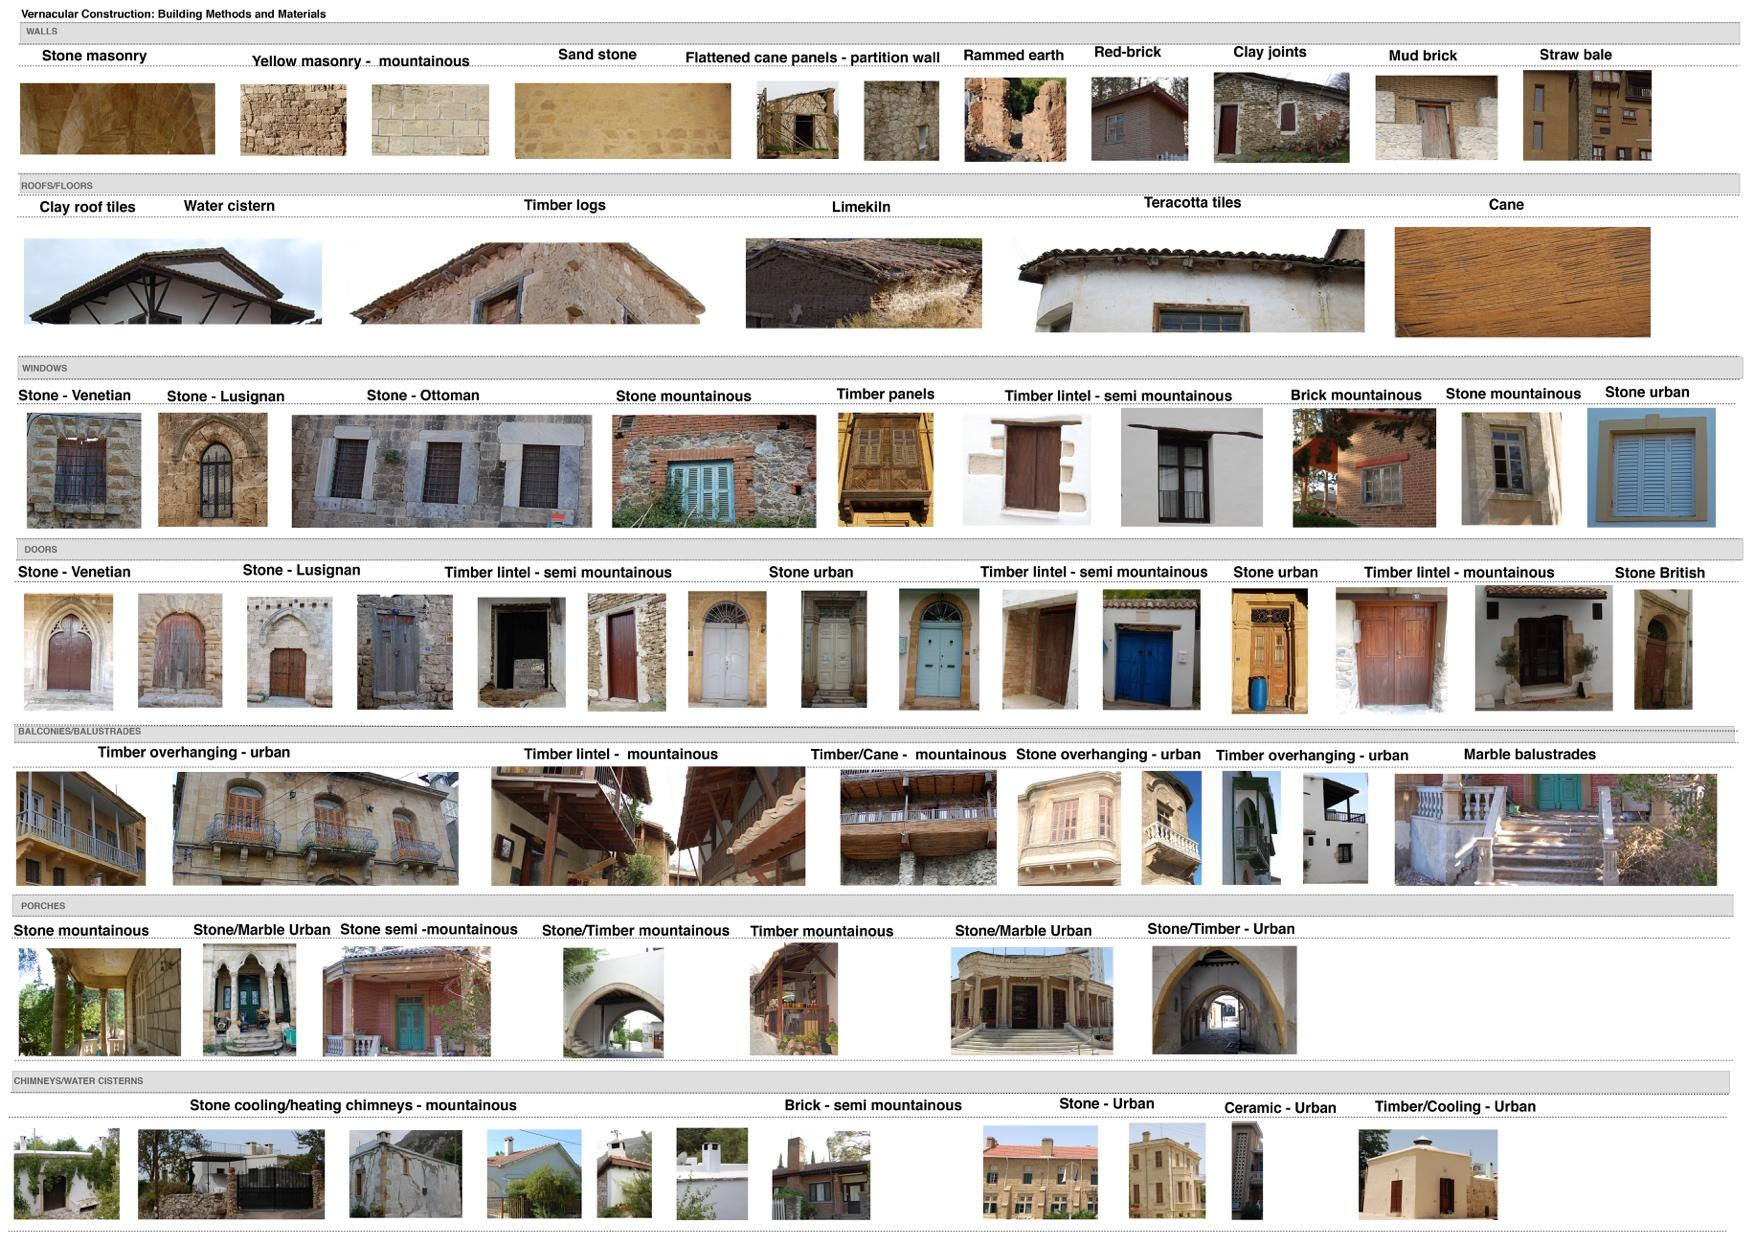 Vernacular Construction: Building Methods and Materials
WALLS
Stone masonry
Yellow masonry - mountainous
Sand stone
Flattened cane panels - partition wall
Rammed earth
Red-brick
Clay joints
Mud brick
Straw bale
ROOFS/FLOORS
Clay roof tiles
Water cistern
Timber logs
Limekiln
Teracotta tiles
Cane
WINDOWS
Stone - Venetian
Stone - Lusignan
Stone - Ottoman
Stone mountainous
Timber panels
Timber lintel - semi mountainous
Brick mountainous
Stone mountainous
Stone urban
DOORS
Stone - Venetian
Stone - Lusignan
Timber lintel - semi mountainous
Stone urban
Timber lintel - semi mountainous
Stone urban
Timber lintel - mountainous
Stone British
BALCONIES/BALUSTRADES
Timber overhanging - urban
Timber lintel - mountainous
Timber/Cane - mountainous
Stone overhanging - urban
Timber overhanging - urban
Marble balustrades
PORCHES
Stone mountainous
Stone/Marble Urban
Stone semi -mountainous
Stone/Timber mountainous
Timber mountainous
Stone/Marble Urban
Stone/Timber - Urban
CHIMNEYS/WATER CISTERNS
Stone cooling/heating chimneys - mountainous
Brick - semi mountainous
Stone - Urban
Ceramic - Urban
Timber/Cooling - Urban